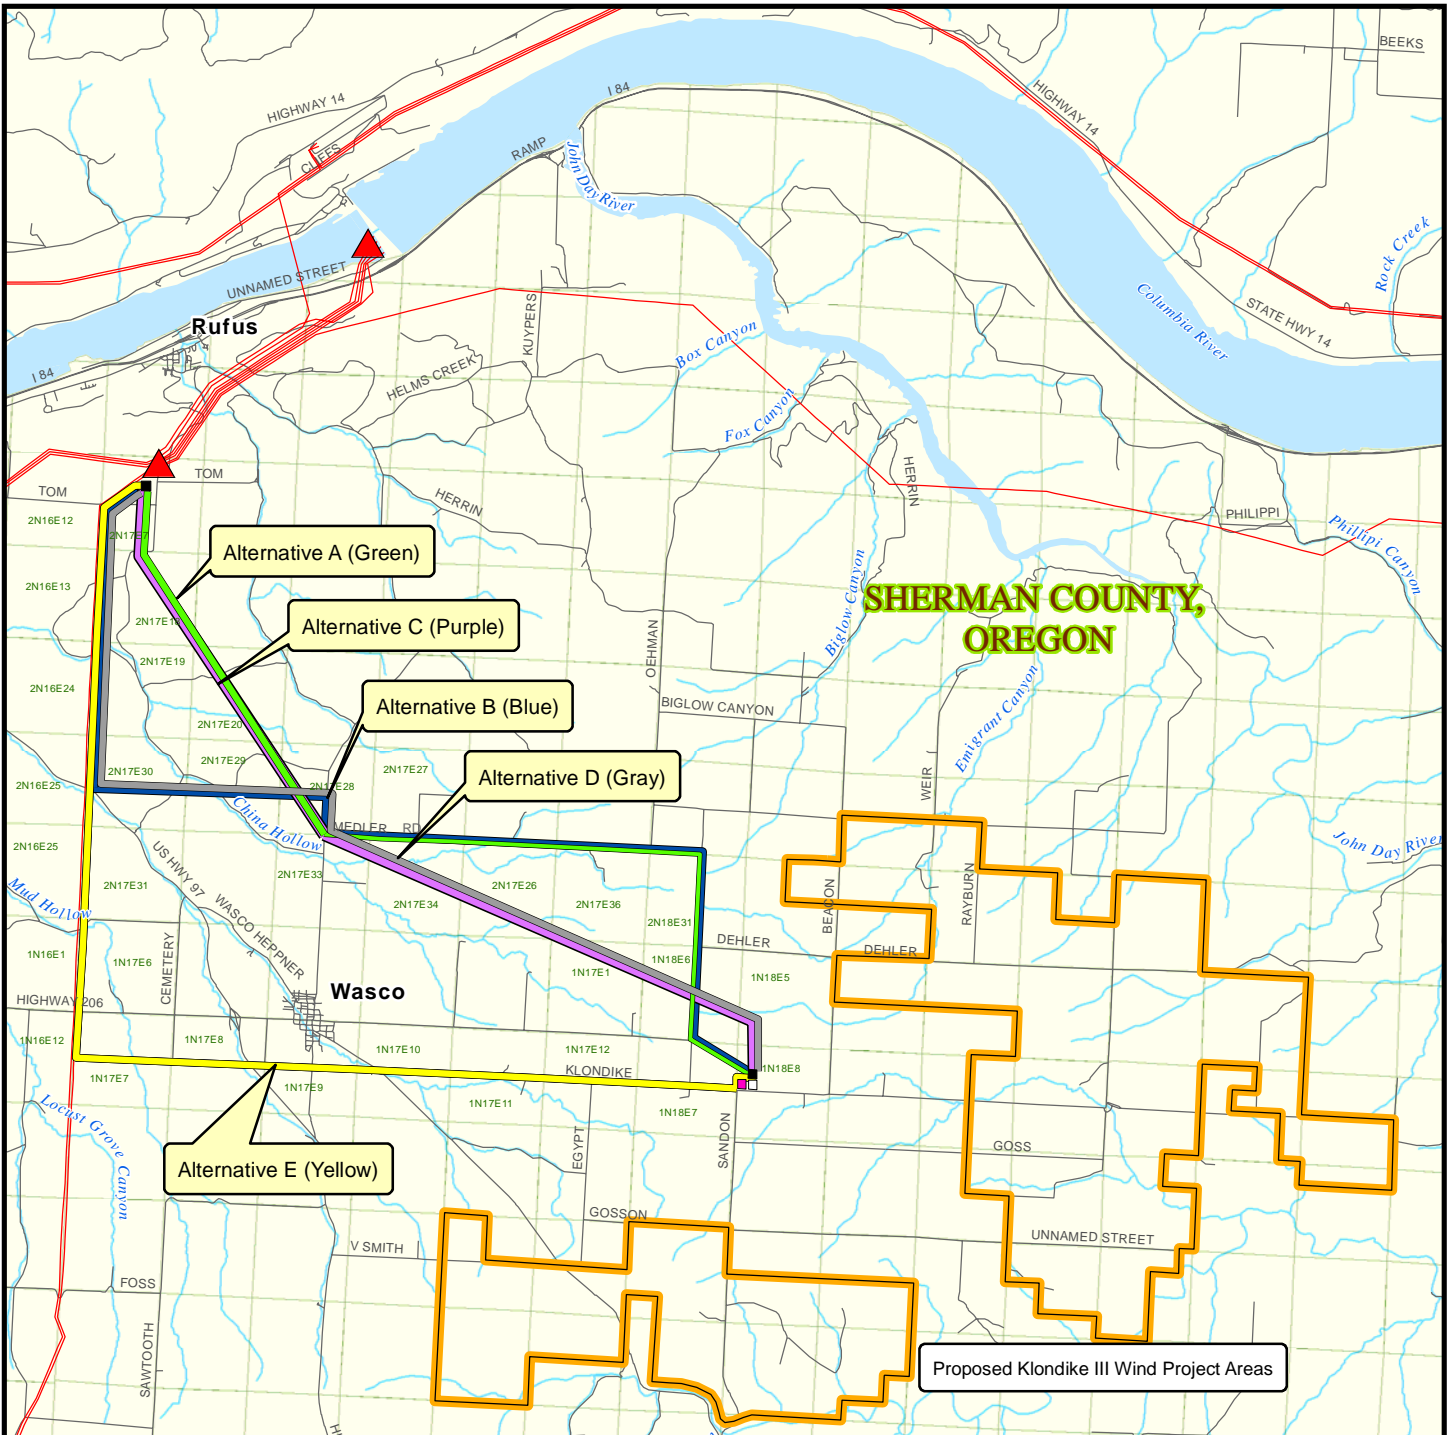 BEEKS
I 84
HIGHWAY 14
HIGHWAY 14
CLIFFS
RAMP
John Day River
Rock Creek
UNNAMED STREET
Columbia River
STATE HWY 14
Rufus
KUYPERS
Box Canyon
I 84
HELMS CREEK
Fox Canyon
HERRIN
TOM
TOM
HERRIN
PHILIPPI
Phillipi Canyon
2N16E12
2N17E7
Alternative A (Green)
2N16E13
Biglow Canyon
SHERMAN COUNTY,
OREGON
2N17E18
Alternative C (Purple)
OEHMAN
2N17E19
2N16E24
Alternative B (Blue)
BIGLOW CANYON
Emigrant Canyon
2N17E20
2N17E29
2N17E30
2N17E27
Alternative D (Gray)
2N16E25
2N17E28
WEIR
China Hollow
MEDLER RD
John Day River
2N16E25
US HWY 97
2N17E33
2N17E31
2N17E26
2N17E34
2N17E36
BEACON
RAYBURN
Mud Hollow
WASCO HEPPNER
2N18E31
DEHLER
DEHLER
1N16E1
1N17E6
CEMETERY
1N18E6
1N17E1
1N18E5
Wasco
HIGHWAY 206
1N16E12
1N17E8
1N17E10
1N17E12
KLONDIKE
1N18E8
1N17E7
1N17E9
1N17E11
1N18E7
Locust Grove Canyon
EGYPT
SANDON
GOSS
Alternative E (Yellow)
GOSSON
UNNAMED STREET
V SMITH
FOSS
SAWTOOTH
Proposed Klondike III Wind Project Areas